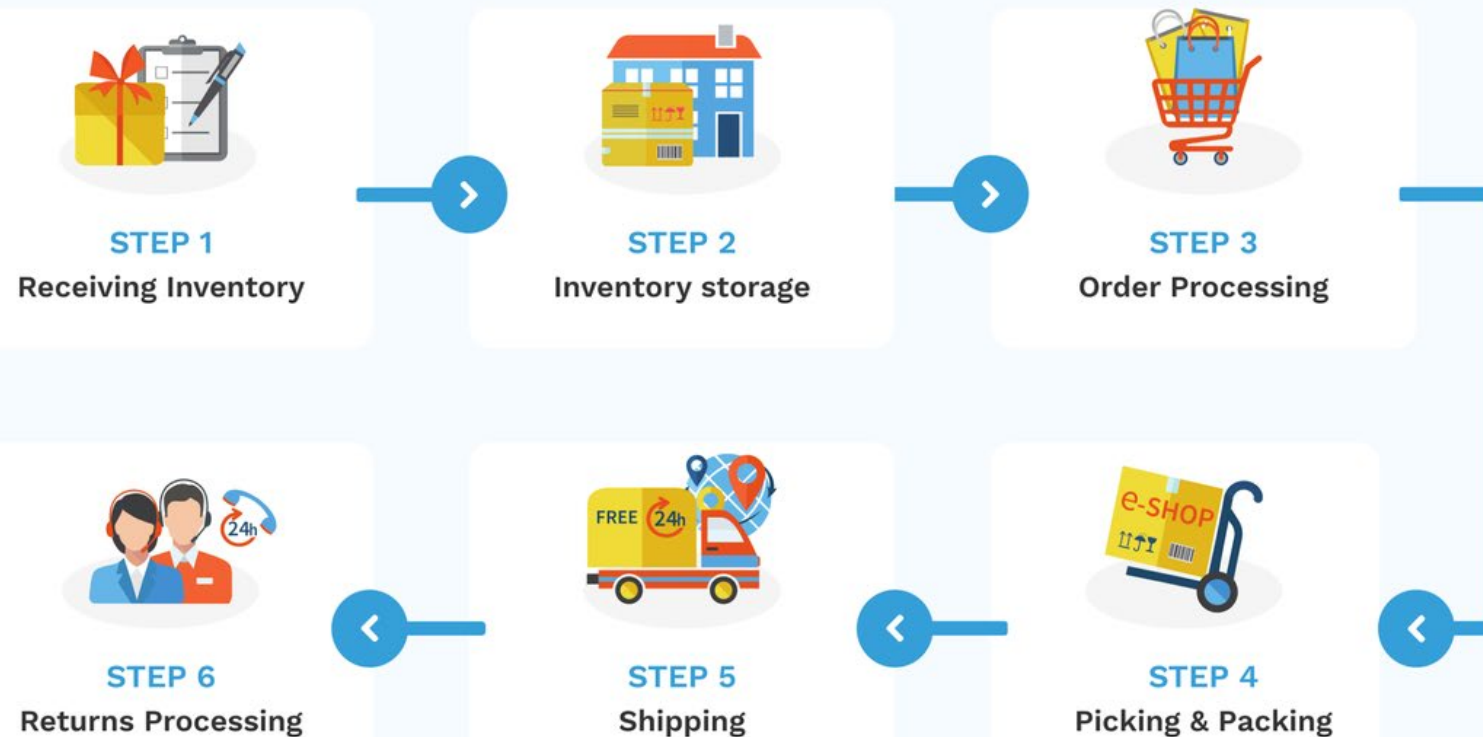 STEP 1
Receiving Inventory
STEP 2
Inventory storage
STEP 3
Order Processing
e-SHOP
STEP 4
Picking & Packing
FREE 24h
STEP 5
Shipping
24h
STEP 6
Returns Processing